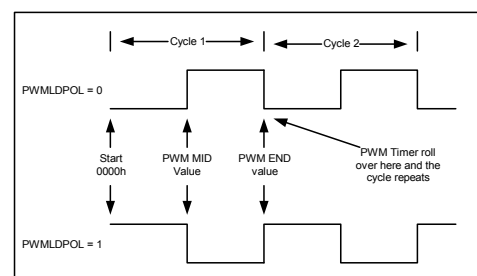 Cycle 1
Cycle 2
PWMLDPOL = 0
Start
0000h
PWM MID
Value
PWM END
value
PWM Timer roll
over here and the
cycle repeats
PWMLDPOL = 1